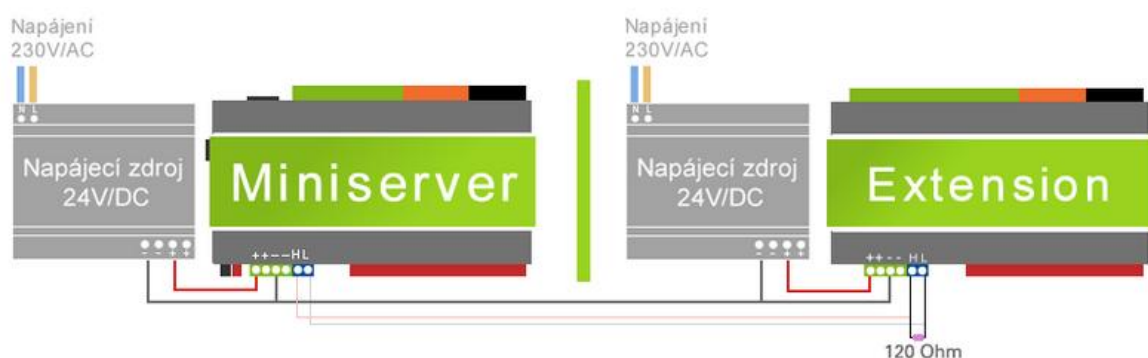 Napájení
230V/AC
N L
Napájecí zdroj
24V/DC
- - + +
Miniserver
++--HL
Napájení
230V/AC
N L
Napájecí zdroj
24V/DC
- - + +
Extension
++-- H L
120 Ohm